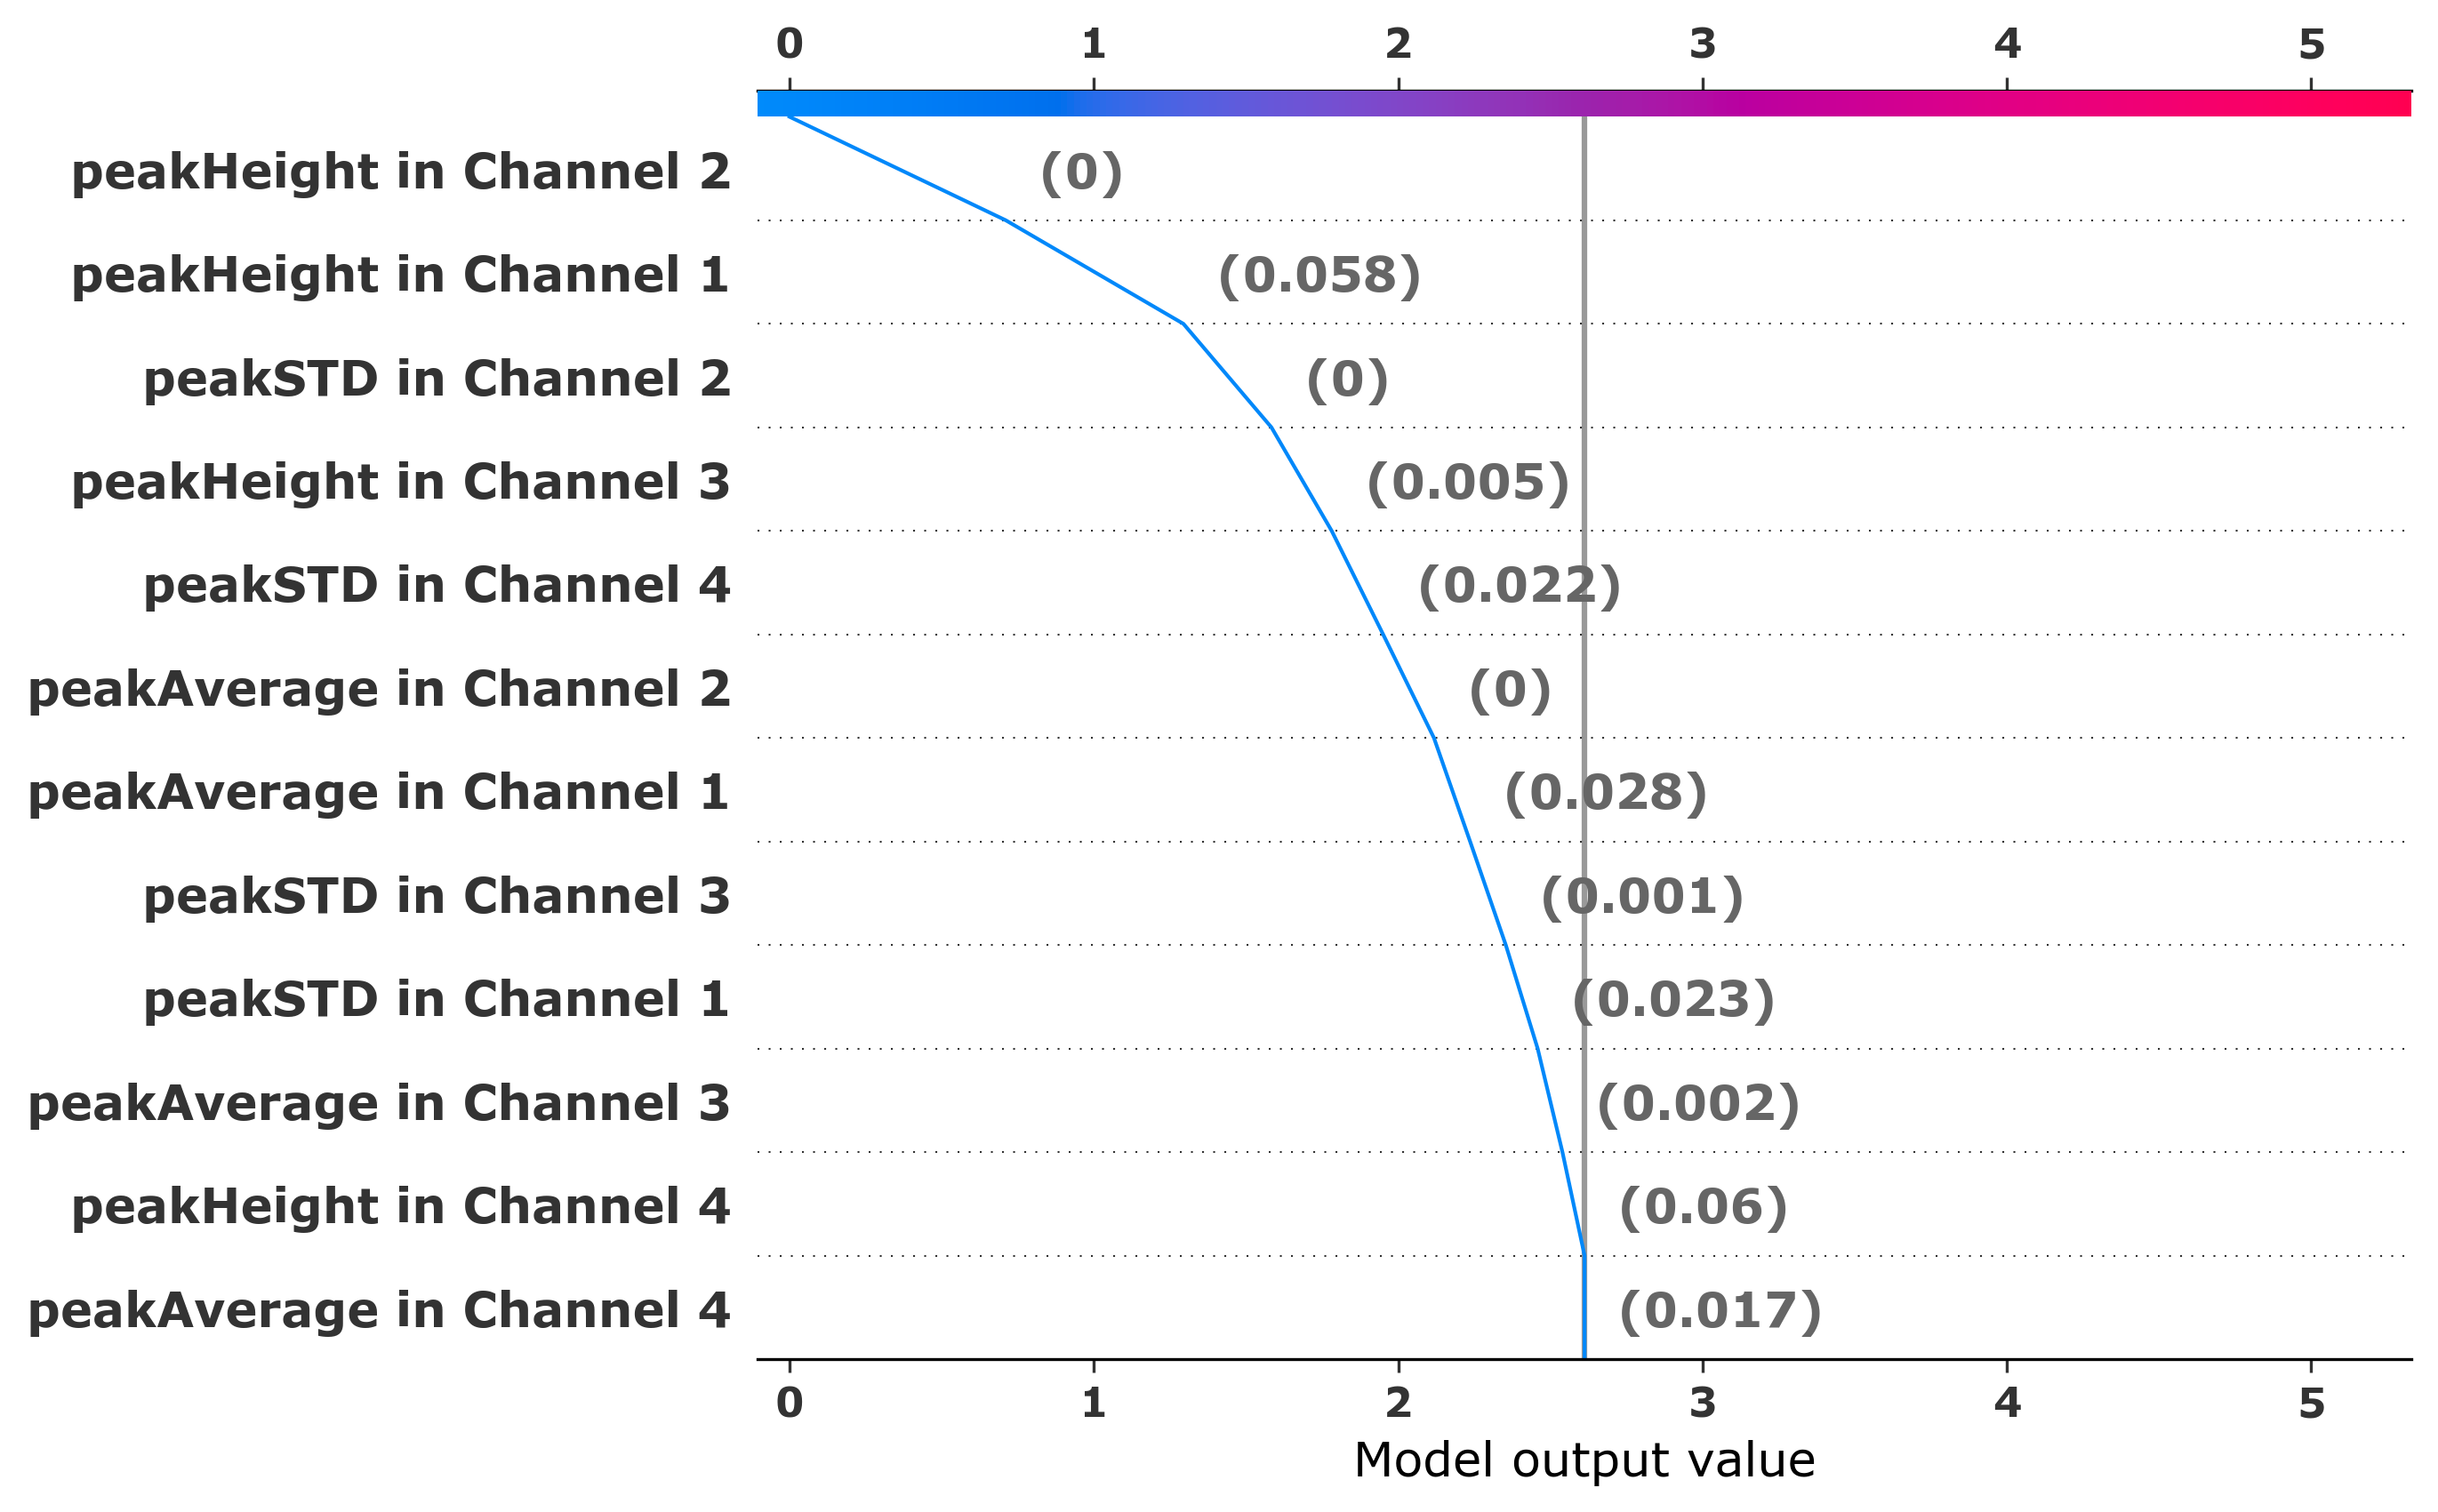 0 1 2 3 4 5
peakHeight in Channel 2 (0)
peakHeight in Channel 1 (0.058)
peakSTD in Channel 2 (0)
peakHeight in Channel 3 (0.005)
peakSTD in Channel 4 (0.022)
peakAverage in Channel 2 (0)
peakAverage in Channel 1 (0.028)
peakSTD in Channel 3 (0.001)
peakSTD in Channel 1 (0.023)
peakAverage in Channel 3 (0.002)
peakHeight in Channel 4 (0.06)
peakAverage in Channel 4 (0.017)
0 1 2 3 4 5
Model output value